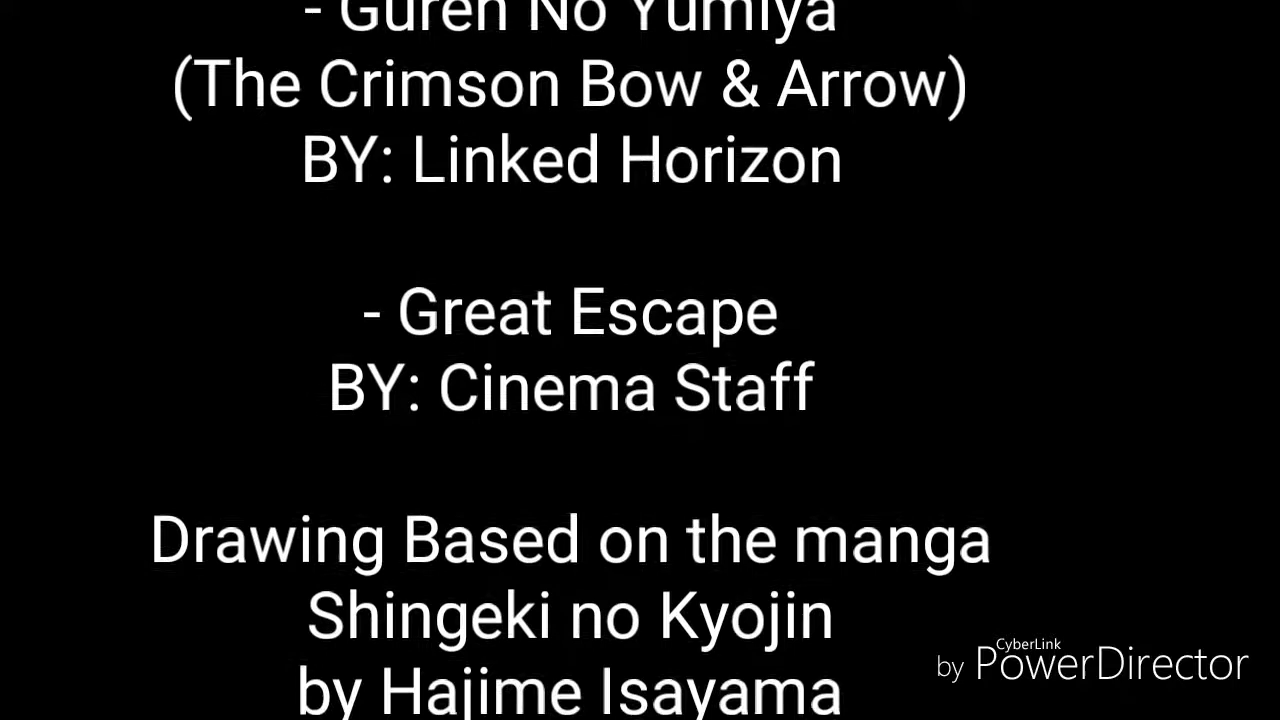 - Guren No Yumiya
(The Crimson Bow & Arrow)
BY: Linked Horizon
- Great Escape
BY: Cinema Staff
Drawing Based on the manga
Shingeki no Kyojin
by Hajime Isayama
CyberLink
by PowerDirector